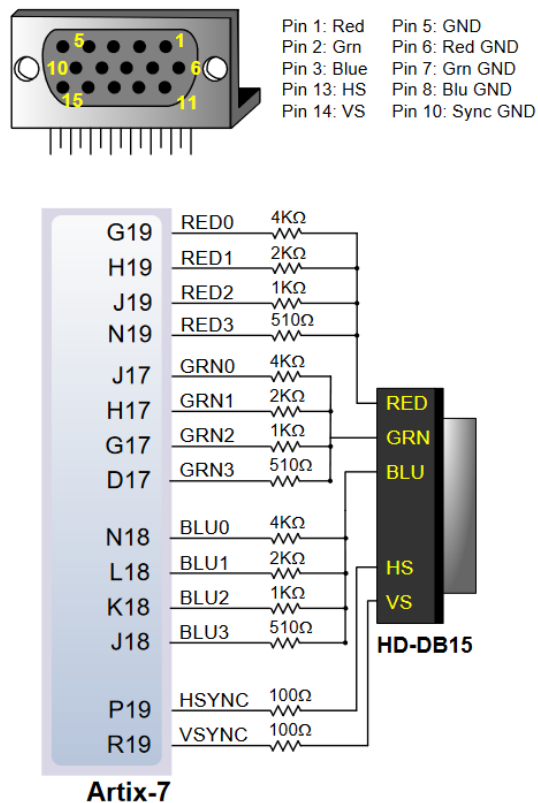 5 1
10 6
15 11
Pin 1: Red Pin 5: GND
Pin 2: Grn Pin 6: Red GND
Pin 3: Blue Pin 7: Grn GND
Pin 13: HS Pin 8: Blu GND
Pin 14: VS Pin 10: Sync GND
G19 RED0 4KΩ
H19 RED1 2KΩ
J19 RED2 1KΩ
N19 RED3 510Ω
J17 GRN0 4KΩ
H17 GRN1 2KΩ
G17 GRN2 1KΩ
D17 GRN3 510Ω
N18 BLU0 4KΩ
L18 BLU1 2KΩ
K18 BLU2 1KΩ
J18 BLU3 510Ω
P19 HSYNC 100Ω
R19 VSYNC 100Ω
RED
GRN
BLU
HS
VS
HD-DB15
Artix-7